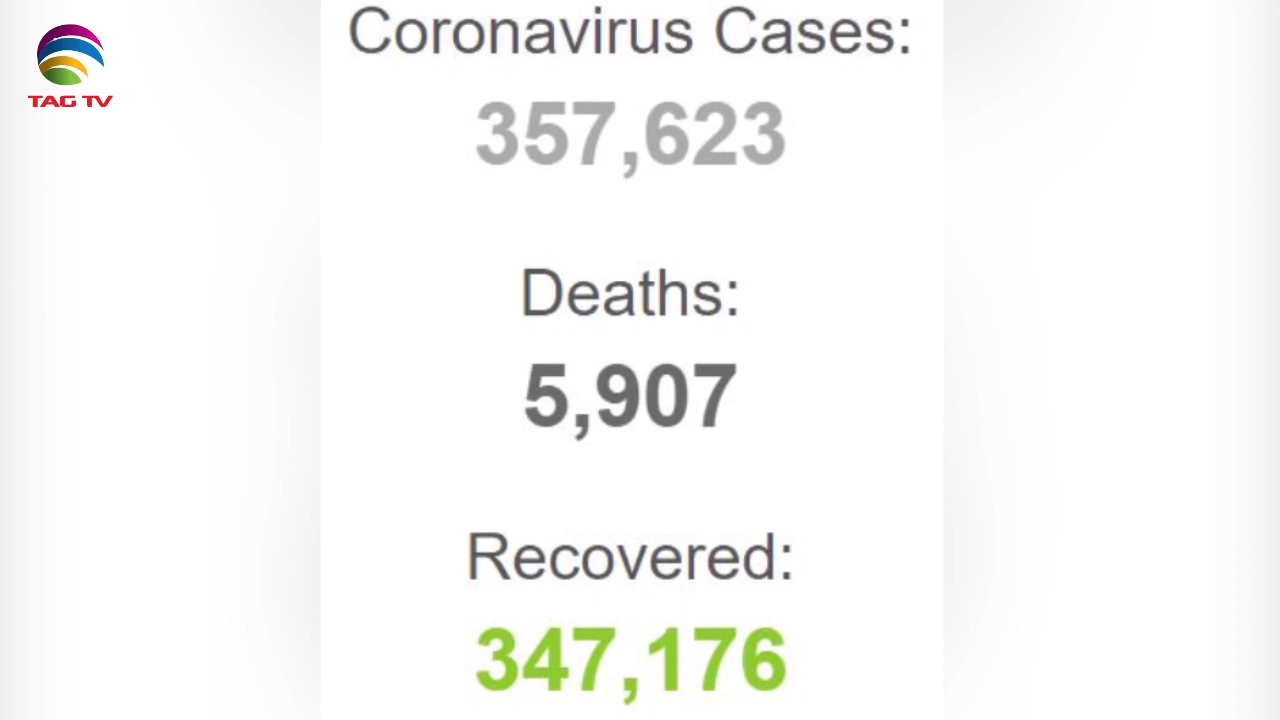 TAG TV
Coronavirus Cases:
357,623
Deaths:
5,907
Recovered:
347,176